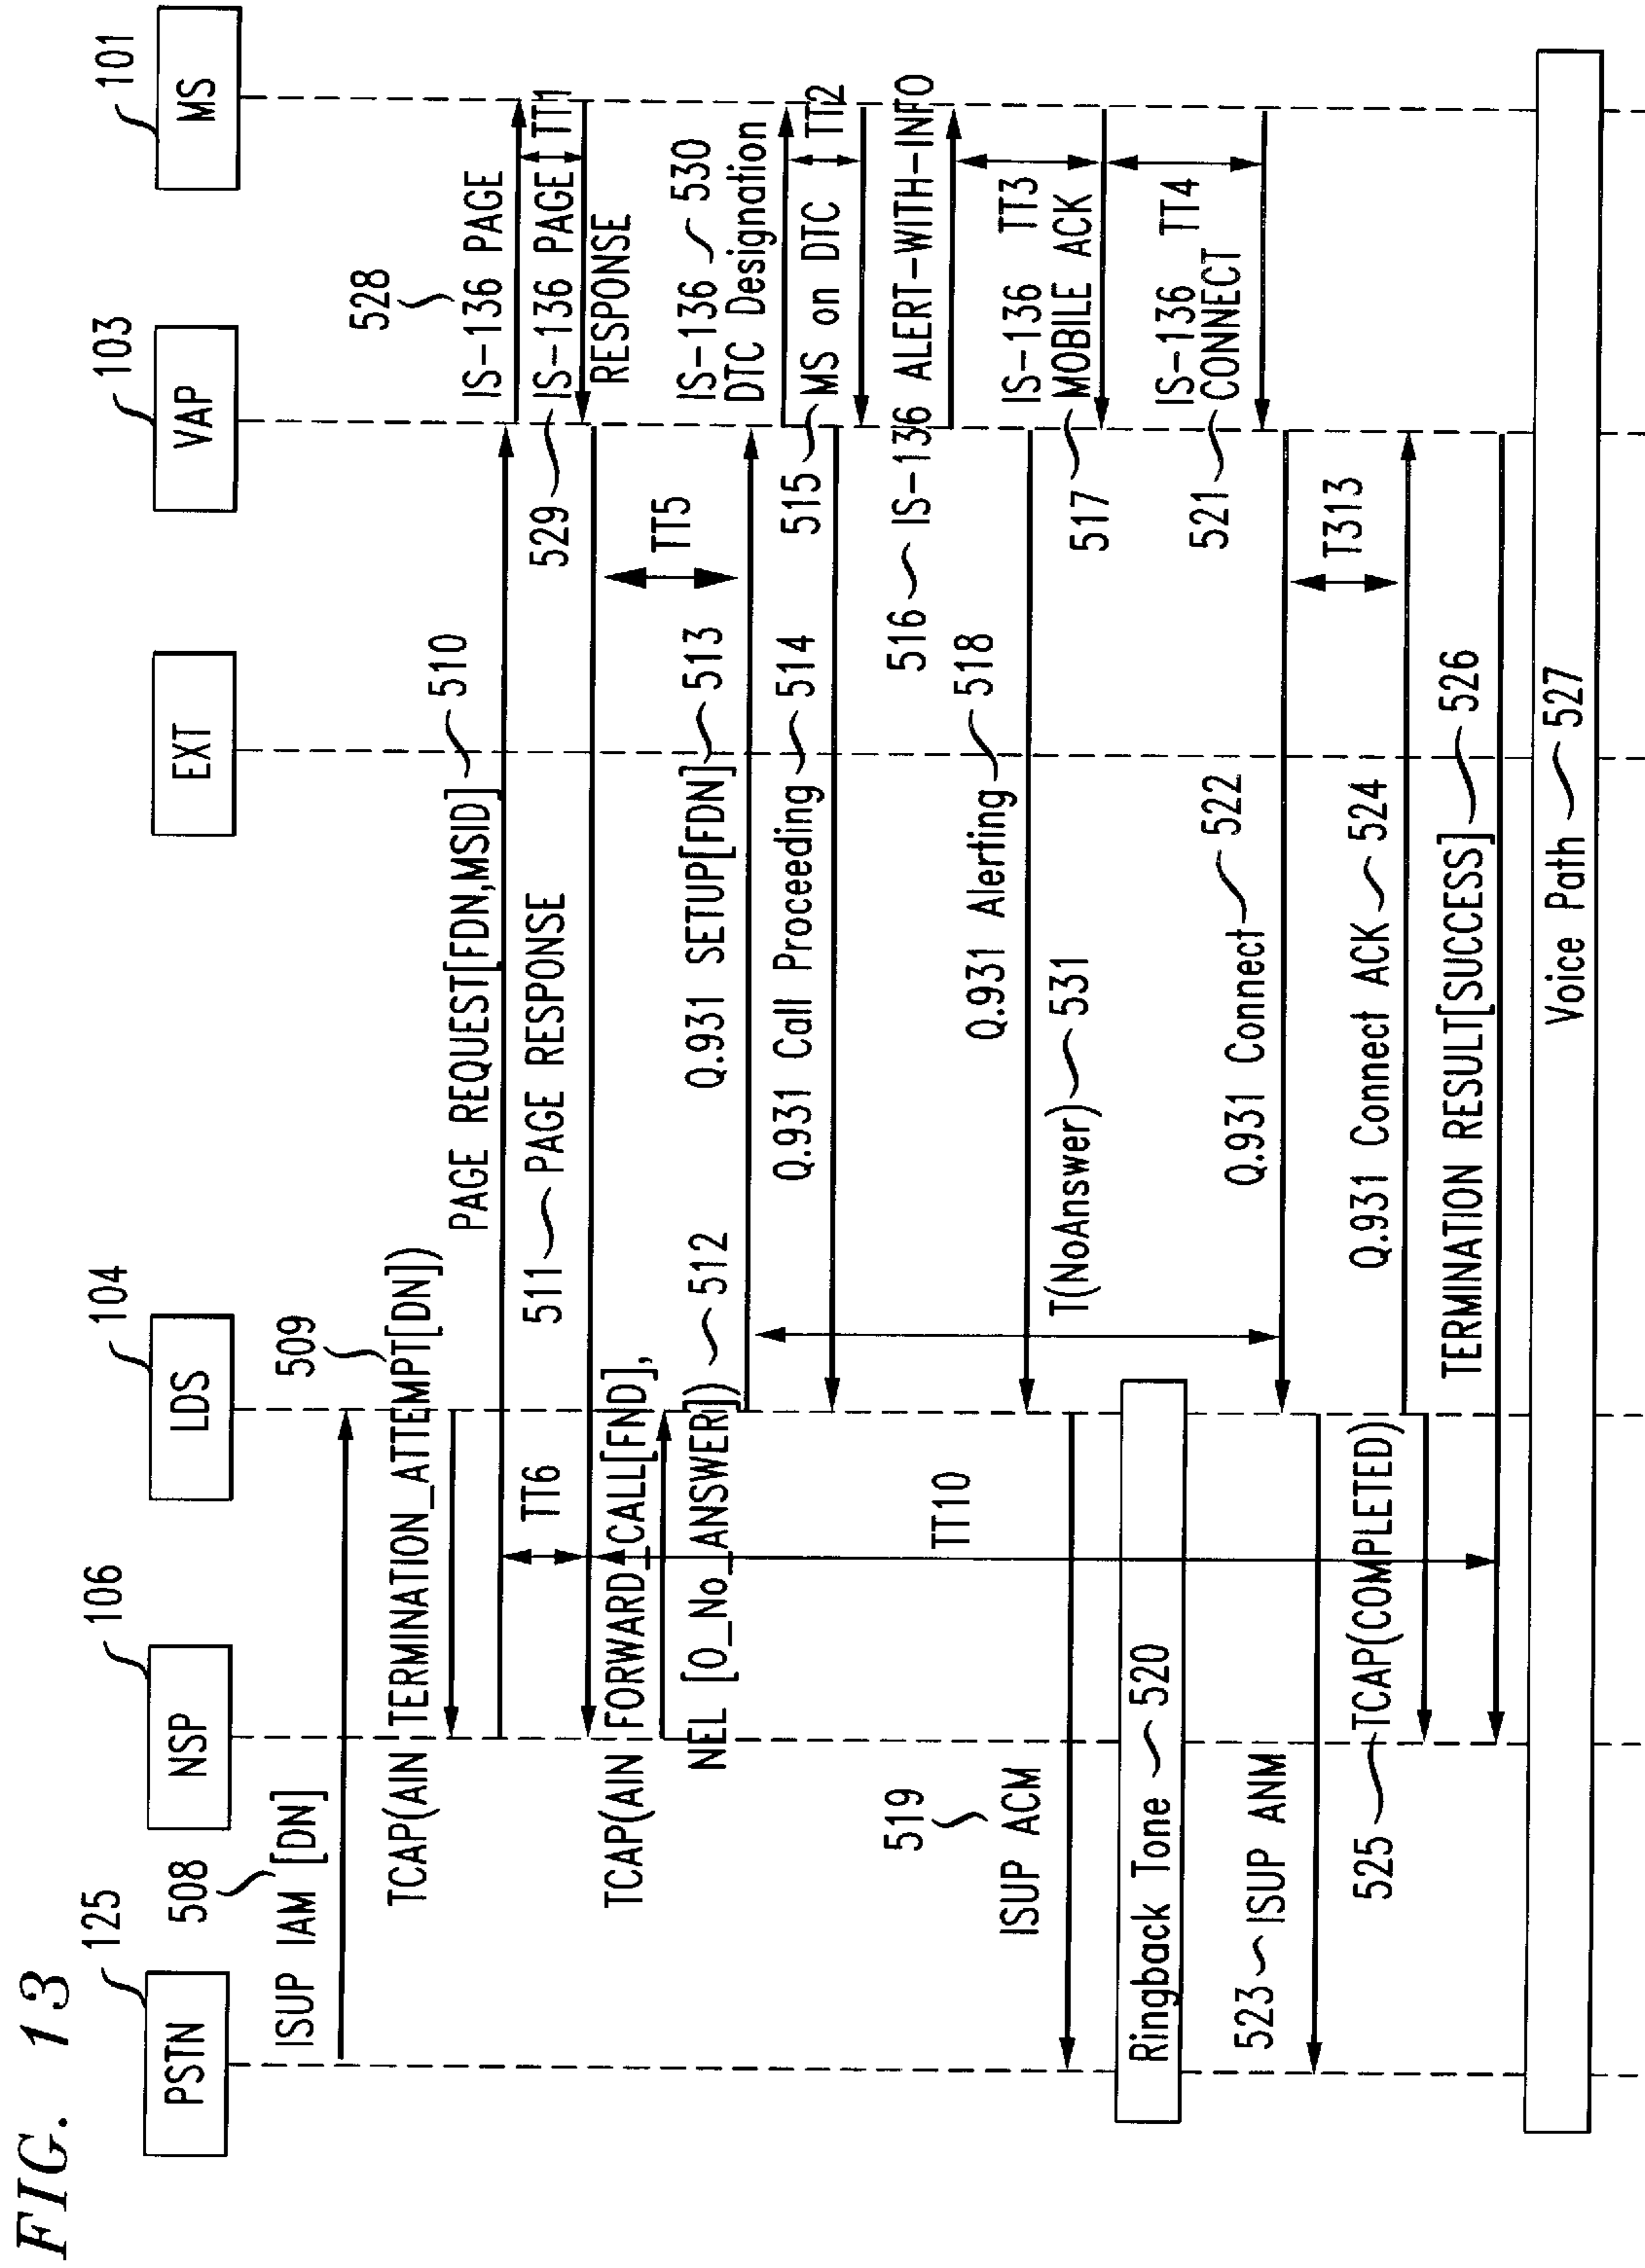 FIG. 13
PSTN
125
NSP
106
LDS
104
EXT
VAP
103
MS
101
508
ISUP IAM [DN]
509
TCAP(AIN TERMINATION_ATTEMPT[DN])
PAGE REQUEST[FDN,MSID]
510
528
IS-136 PAGE
TT6
511
PAGE RESPONSE
529
IS-136 PAGE
RESPONSE
TT1
TCAP(AIN FORWARD_CALL[FND],
NEL [O_No_ANSWER])
512
TT5
Q.931 SETUP[FDN]
513
IS-136
530
DTC Designation
Q.931 Call Proceeding
514
515
MS on DTC
TT2
516
IS-136 ALERT-WITH-INFO
TT10
519
ISUP ACM
Q.931 Alerting
518
IS-136
MOBILE ACK
TT3
517
T(NoAnswer)
531
Ringback Tone
520
IS-136
CONNECT
TT4
521
Q.931 Connect
522
523
ISUP ANM
T313
Q.931 Connect ACK
524
525
TCAP(COMPLETED)
TERMINATION RESULT[SUCCESS]
526
Voice Path
527